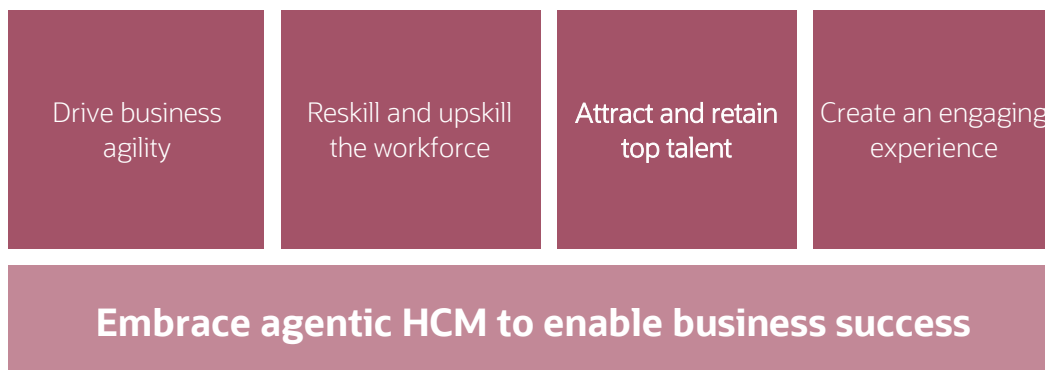 Drive business
agility
Reskill and upskill
the workforce
Attract and retain
top talent
Create an engaging
experience
Embrace agentic HCM to enable business success